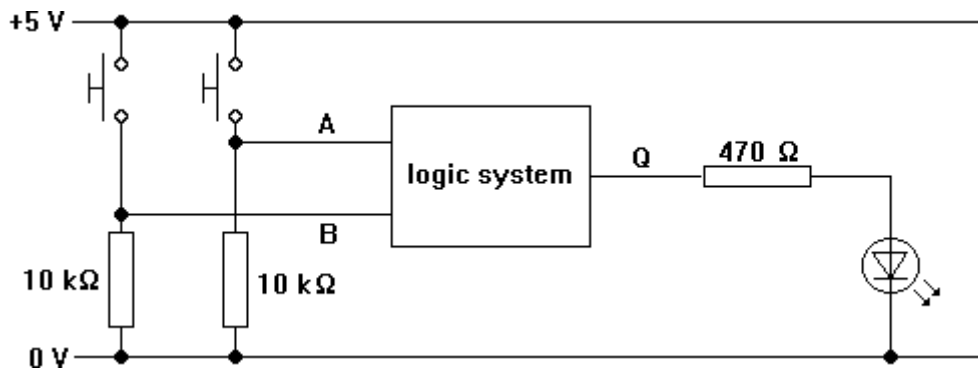 +5 V
A
logic system
Q
470 Ω
B
10 kΩ
10 kΩ
0 V